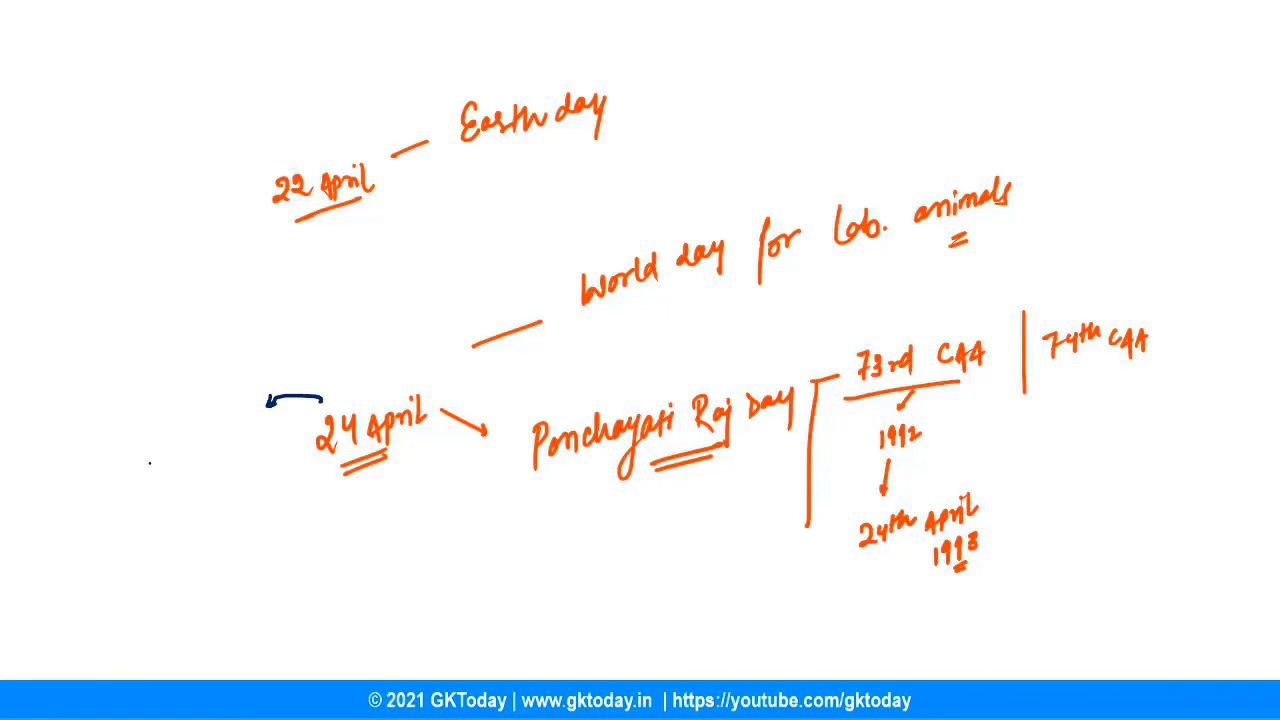 22 April
Earth day
World day for Lab. animals
24 April
Panchayati Raj Day
73rd CAA
74th CAA
1992
24th April
1993
© 2021 GKToday | www.gktoday.in | https://youtube.com/gktoday